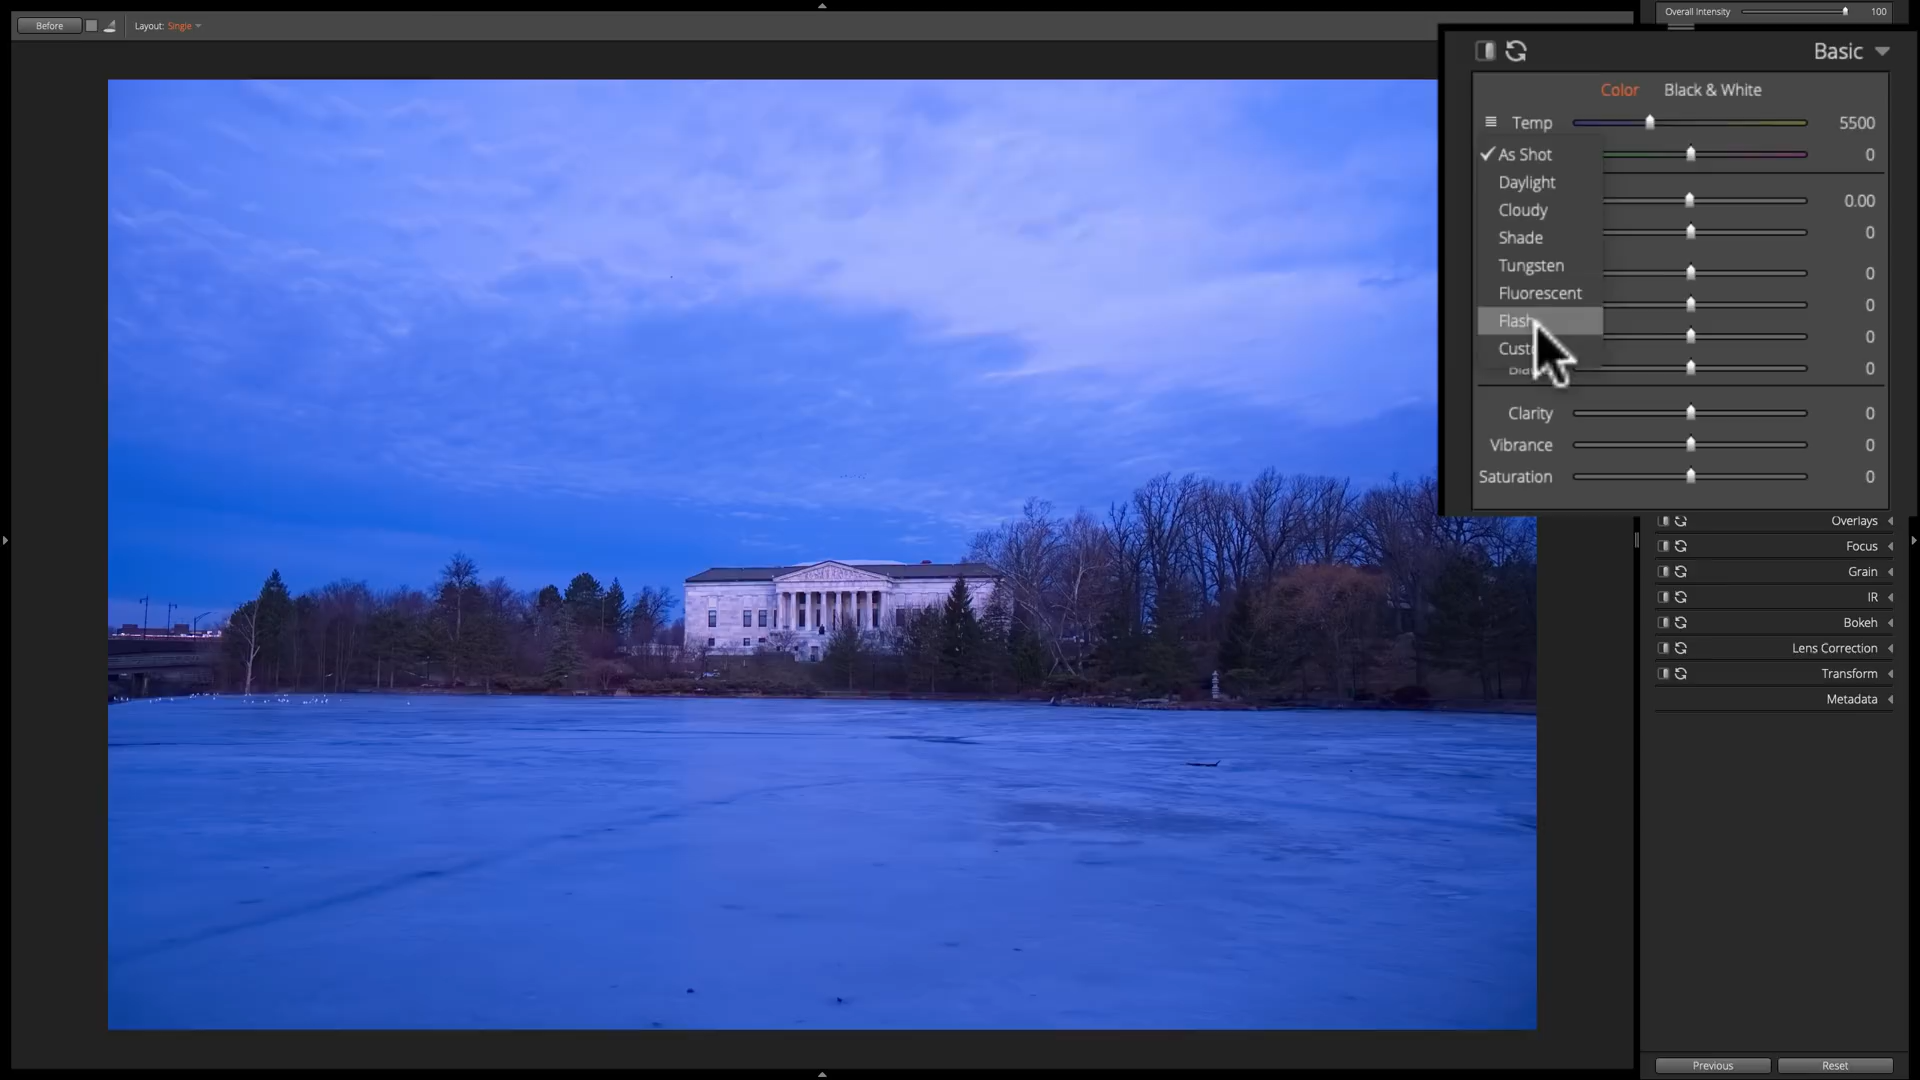 Before
Layout: Single
Overall Intensity 100
Basic
Color Black & White
Temp 5500
As Shot 0
Daylight
Cloudy 0.00
Shade 0
Tungsten 0
Fluorescent 0
Flash 0
0
Clarity 0
Vibrance 0
Saturation 0
Overlays
Focus
Grain
IR
Bokeh
Lens Correction
Transform
Metadata
Previous Reset